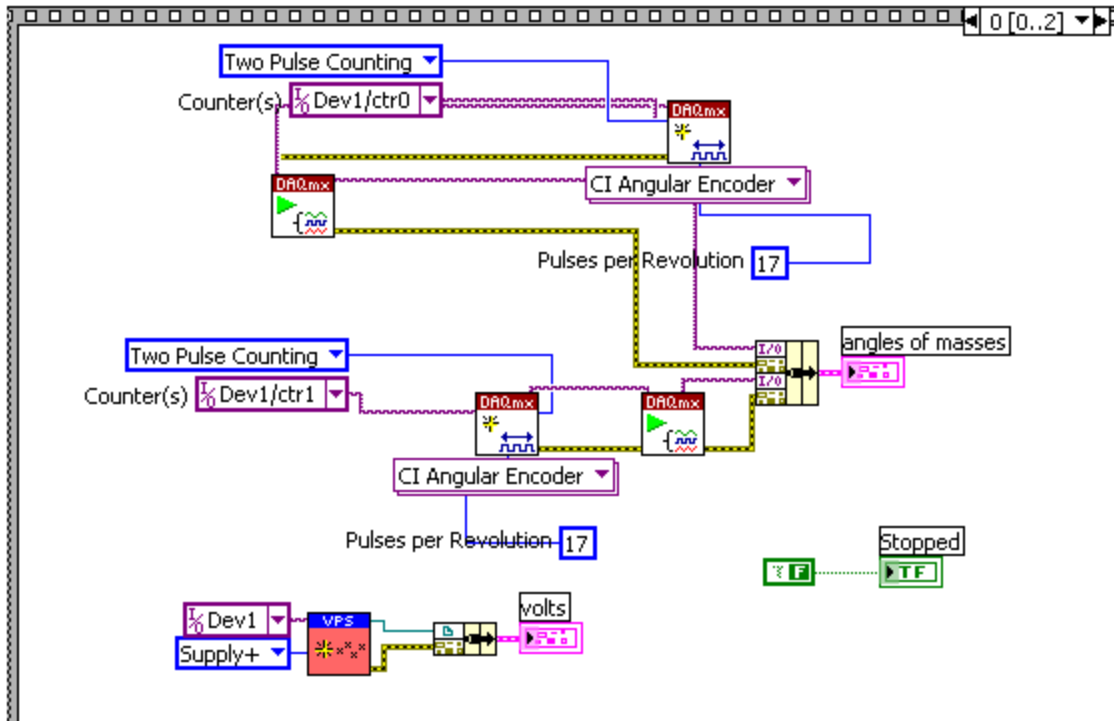 0 [0..2]
Two Pulse Counting
Counter(s)
Dev1/ctr0
DAQmx
DAQmx
CI Angular Encoder
Pulses per Revolution
17
Two Pulse Counting
angles of masses
I/O
I/O
Counter(s)
Dev1/ctr1
DAQmx
DAQmx
CI Angular Encoder
Pulses per Revolution
17
Stopped
F
TF
volts
Dev1
VPS
Supply+